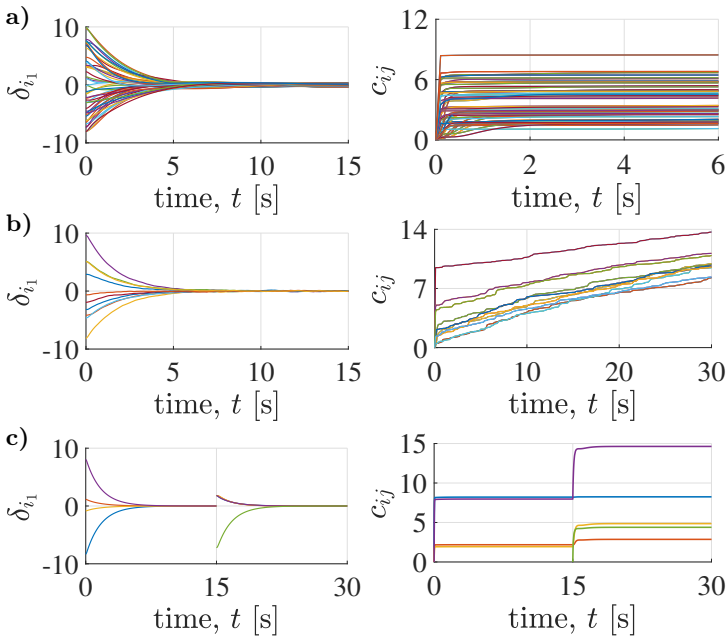 a)
10
0
-10
δ_{i_1}
0 5 10 15
time, t [s]
12
6
0
c_{ij}
0 2 4 6
time, t [s]
b)
10
0
-10
δ_{i_1}
0 5 10 15
time, t [s]
14
7
0
c_{ij}
0 10 20 30
time, t [s]
c)
10
0
-10
δ_{i_1}
0 15 30
time, t [s]
15
10
5
0
c_{ij}
0 15 30
time, t [s]